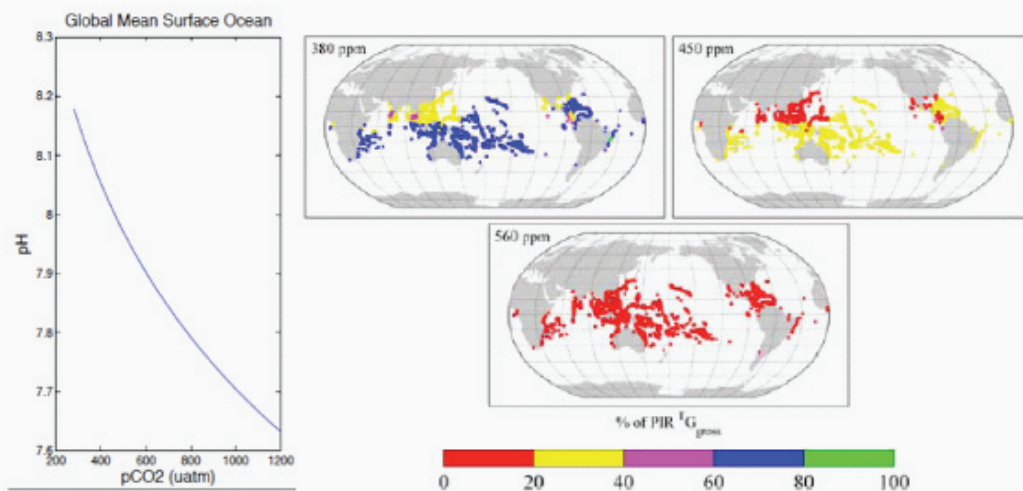 Global Mean Surface Ocean
8.3
8.2
8.1
8
7.9
7.8
7.7
7.6
200 400 600 800 1000 1200
pH
pCO2 (uatm)
380 ppm
450 ppm
560 ppm
% of PIR G gross
0 20 40 60 80 100